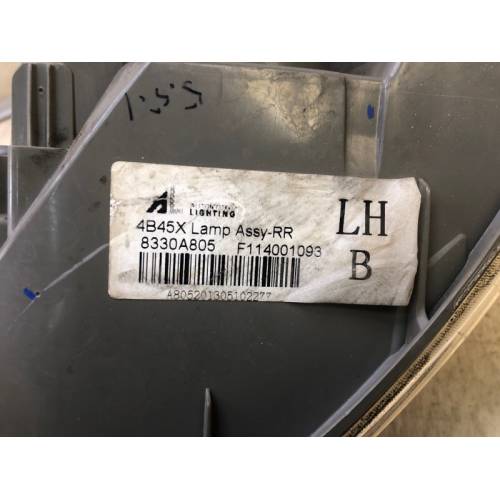 LIGHTING
4B45X Lamp Assy-RR
8330A805 F114001093
A805201305102277
LH
B